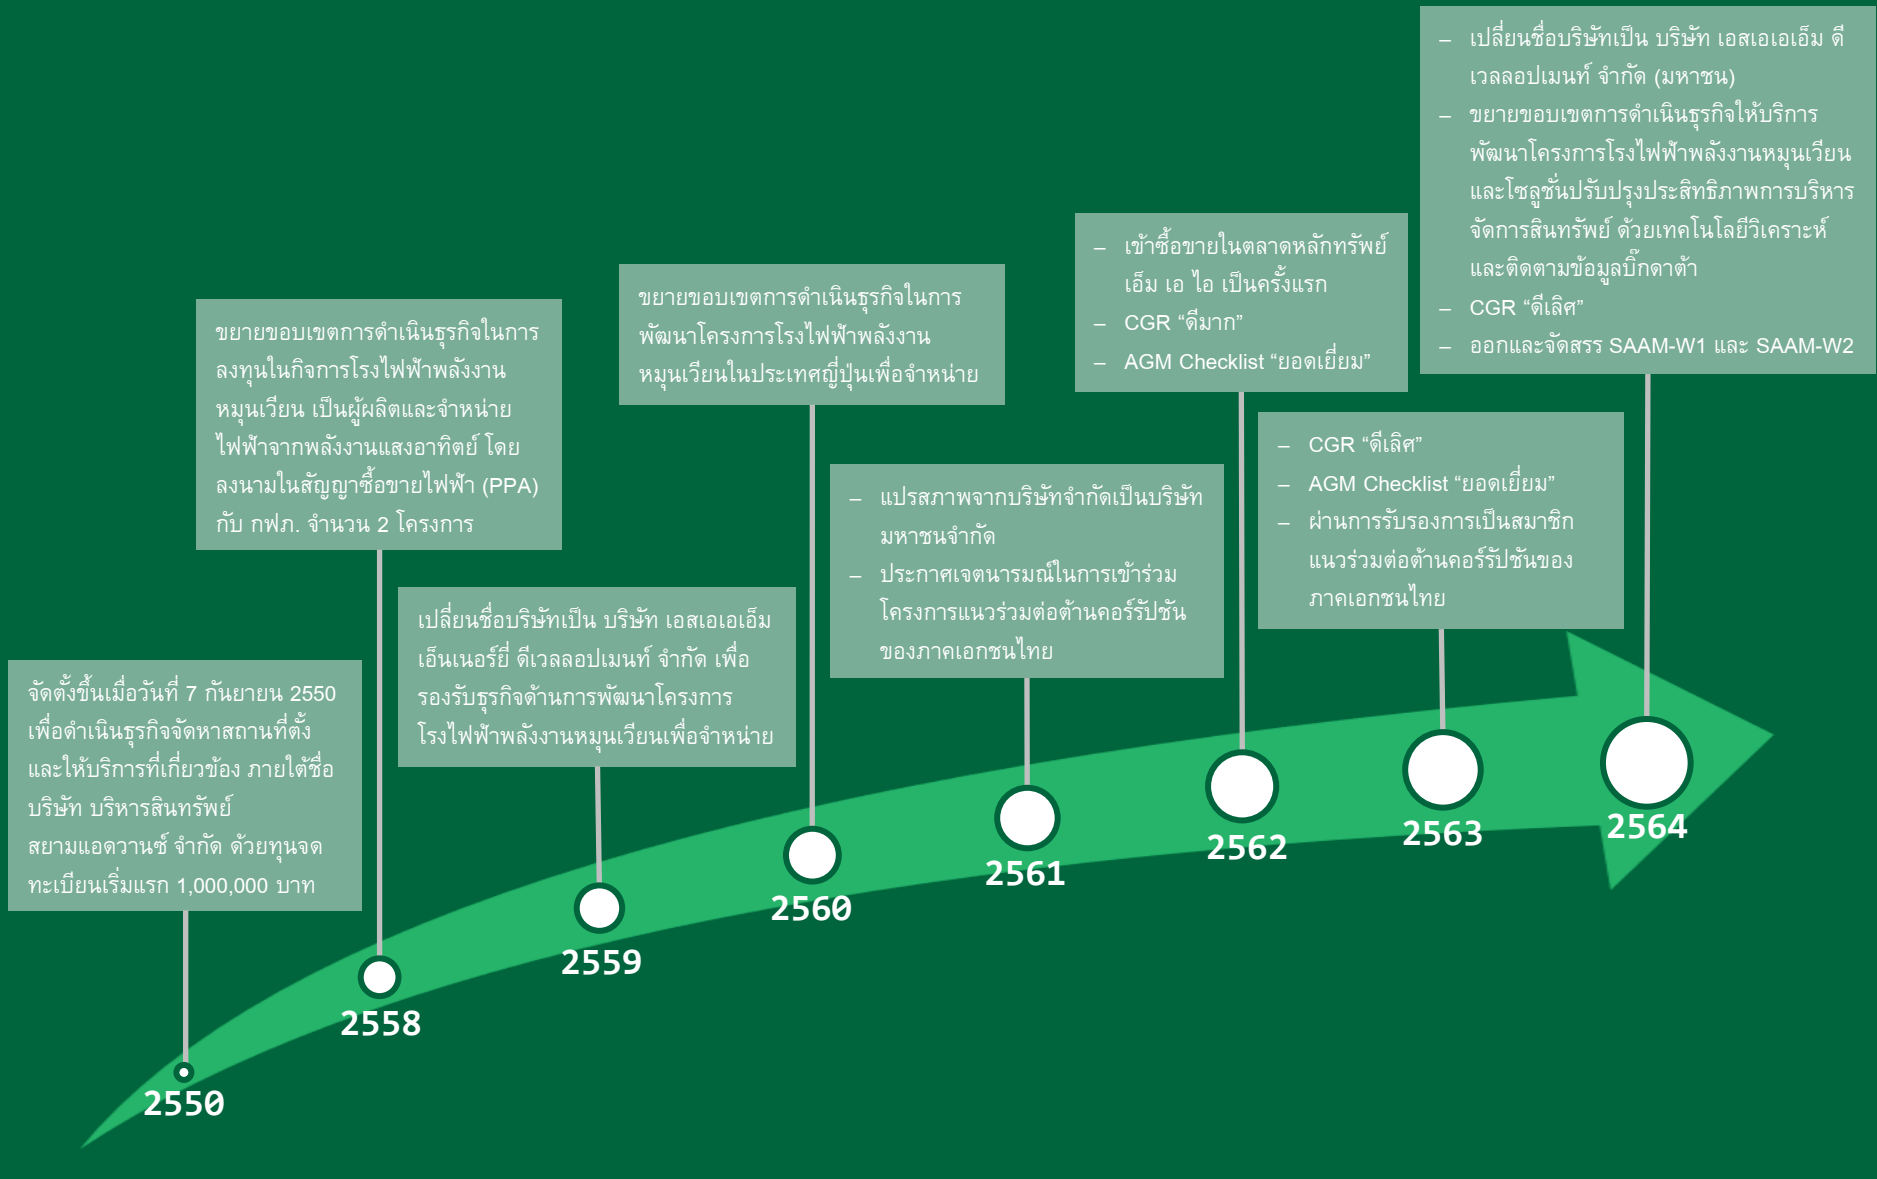 จัดตั้งขึ้นเมื่อวันที่ 7 กันยายน 2550
เพื่อดำเนินธุรกิจจัดหาสถานที่ตั้ง
และให้บริการที่เกี่ยวข้อง ภายใต้ชื่อ
บริษัท บริหารสินทรัพย์
สยามแอดวานซ์ จำกัด ด้วยทุนจด
ทะเบียนเริ่มแรก 1,000,000 บาท
2550
ขยายขอบเขตการดำเนินธุรกิจในการ
ลงทุนในกิจการโรงไฟฟ้าพลังงาน
หมุนเวียน เป็นผู้ผลิตและจำหน่าย
ไฟฟ้าจากพลังงานแสงอาทิตย์ โดย
ลงนามในสัญญาซื้อขายไฟฟ้า (PPA)
กับ กฟภ. จำนวน 2 โครงการ
2558
เปลี่ยนชื่อบริษัทเป็น บริษัท เอสเอเอเอ็ม
เอ็นเนอร์ยี่ ดีเวลลอปเมนท์ จำกัด เพื่อ
รองรับธุรกิจด้านการพัฒนาโครงการ
โรงไฟฟ้าพลังงานหมุนเวียนเพื่อจำหน่าย
2559
ขยายขอบเขตการดำเนินธุรกิจในการ
พัฒนาโครงการโรงไฟฟ้าพลังงาน
หมุนเวียนในประเทศญี่ปุ่นเพื่อจำหน่าย
2560
– แปรสภาพจากบริษัทจำกัดเป็นบริษัท
มหาชนจำกัด
– ประกาศเจตนารมณ์ในการเข้าร่วม
โครงการแนวร่วมต่อต้านคอร์รัปชัน
ของภาคเอกชนไทย
2561
– เข้าซื้อขายในตลาดหลักทรัพย์
เอ็ม เอ ไอ เป็นครั้งแรก
– CGR “ดีมาก”
– AGM Checklist “ยอดเยี่ยม”
2562
– CGR “ดีเลิศ”
– AGM Checklist “ยอดเยี่ยม”
– ผ่านการรับรองการเป็นสมาชิก
แนวร่วมต่อต้านคอร์รัปชันของ
ภาคเอกชนไทย
2563
– เปลี่ยนชื่อบริษัทเป็น บริษัท เอสเอเอเอ็ม ดี
เวลลอปเมนท์ จำกัด (มหาชน)
– ขยายขอบเขตการดำเนินธุรกิจให้บริการ
พัฒนาโครงการโรงไฟฟ้าพลังงานหมุนเวียน
และโซลูชั่นปรับปรุงประสิทธิภาพการบริหาร
จัดการสินทรัพย์ ด้วยเทคโนโลยีวิเคราะห์
และติดตามข้อมูลบิ๊กดาต้า
– CGR “ดีเลิศ”
– ออกและจัดสรร SAAM-W1 และ SAAM-W2
2564